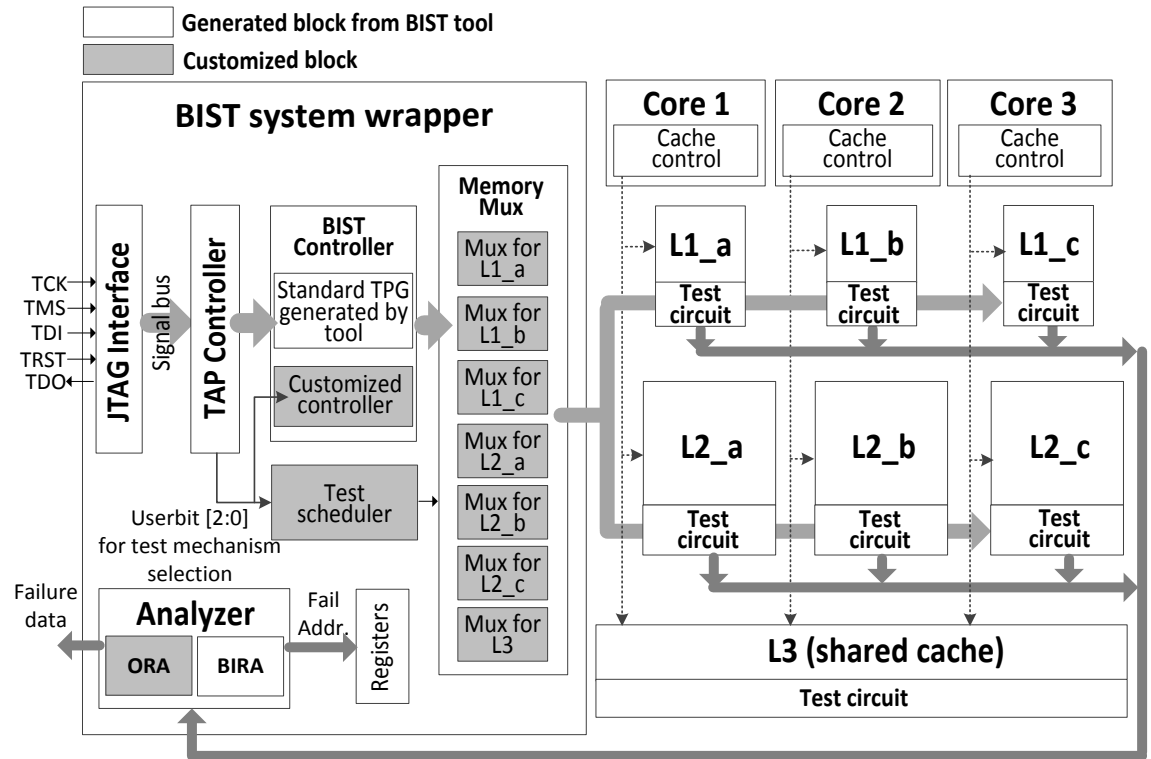 Generated block from BIST tool
Customized block
BIST system wrapper
TCK
TMS
TDI
TRST
TDO
JTAG Interface
Signal bus
TAP Controller
BIST
Controller
Standard TPG
generated by
tool
Customized
controller
Test
scheduler
Userbit [2:0]
for test mechanism
selection
Memory
Mux
Mux for
L1_a
Mux for
L1_b
Mux for
L1_c
Mux for
L2_a
Mux for
L2_b
Mux for
L2_c
Mux for
L3
Failure
data
Analyzer
ORA
BIRA
Fail
Addr.
Registers
Core 1
Cache
control
Core 2
Cache
control
Core 3
Cache
control
L1_a
Test
circuit
L1_b
Test
circuit
L1_c
Test
circuit
L2_a
Test
circuit
L2_b
Test
circuit
L2_c
Test
circuit
L3 (shared cache)
Test circuit